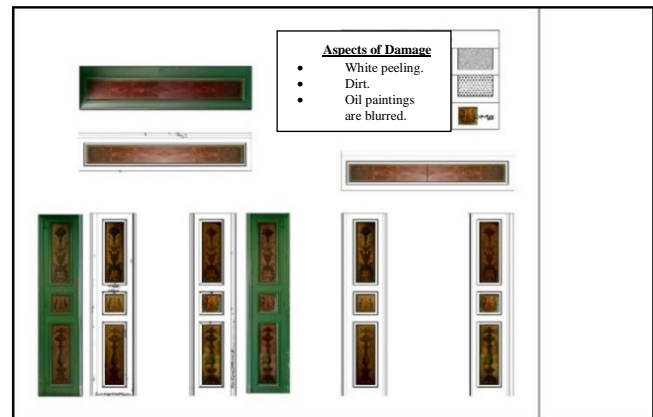 Aspects of Damage
• White peeling.
• Dirt.
• Oil paintings
are blurred.